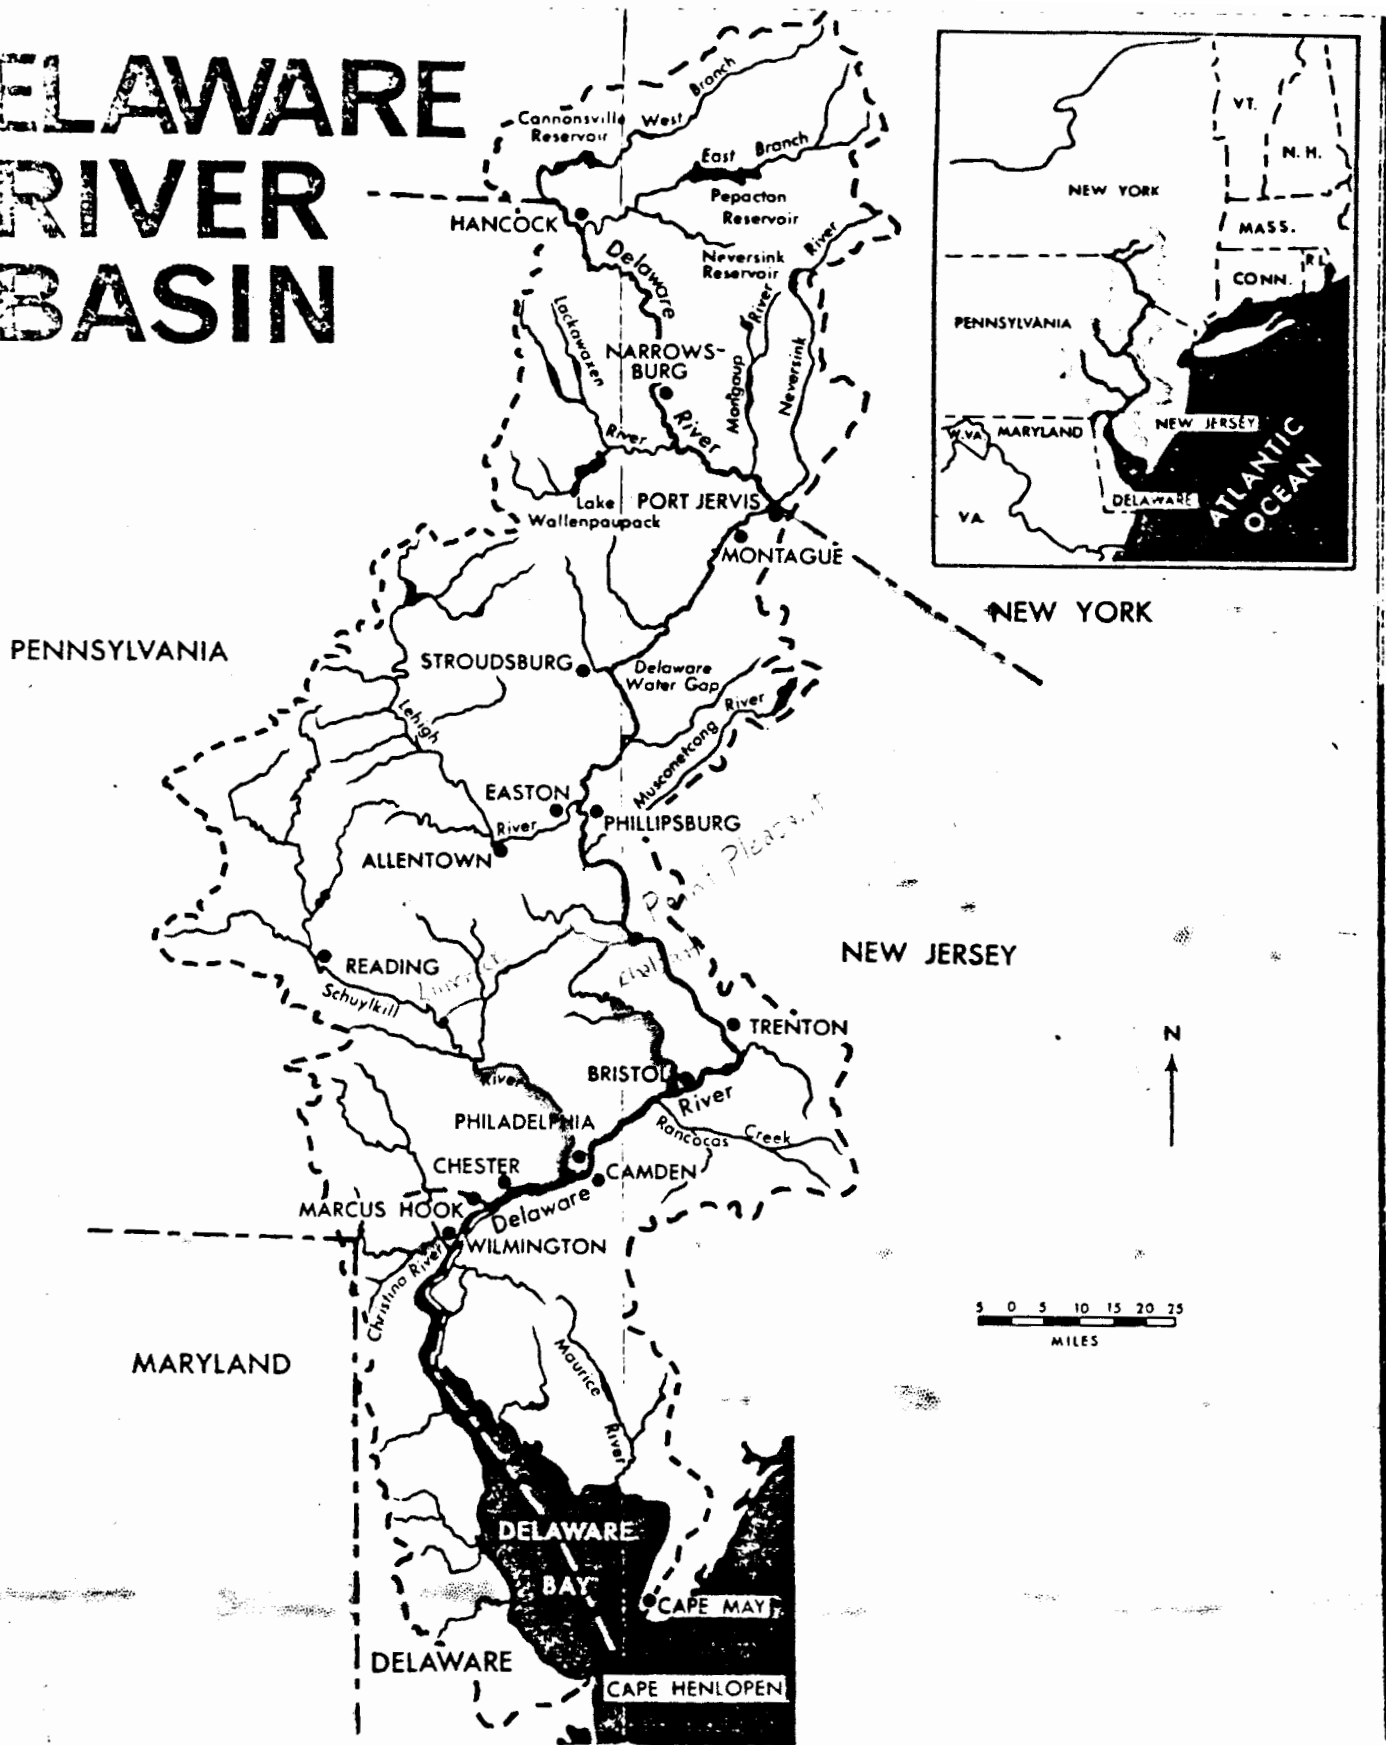 ELAWARE
RIVER
BASIN
Cannonsville
Reservoir
West Branch
East Branch
Pepacton
Reservoir
HANCOCK
Neversink
Reservoir
River
Delaware
Lackawaxen
River
NARROWS-
BURG
River
Mongaup
River
Neversink
Lake
Wallenpaupack
PORT JERVIS
MONTAGUE
VT.
N. H.
NEW YORK
MASS.
CONN.
R I.
PENNSYLVANIA
W.VA.
MARYLAND
NEW JERSEY
DELAWARE
VA.
ATLANTIC
OCEAN
NEW YORK
PENNSYLVANIA
STROUDSBURG
Delaware
Water Gap
Lehigh
River
Musconetcong River
EASTON
PHILLIPSBURG
ALLENTOWN
Point Pleasant
NEW JERSEY
READING
Schuylkill
River
TRENTON
N
BRISTOL
River
PHILADELPHIA
Rancocas Creek
CHESTER
CAMDEN
MARCUS HOOK
Delaware
WILMINGTON
Christina River
5 0 5 10 15 20 25
MILES
MARYLAND
Maurice
River
DELAWARE
BAY
CAPE MAY
DELAWARE
CAPE HENLOPEN